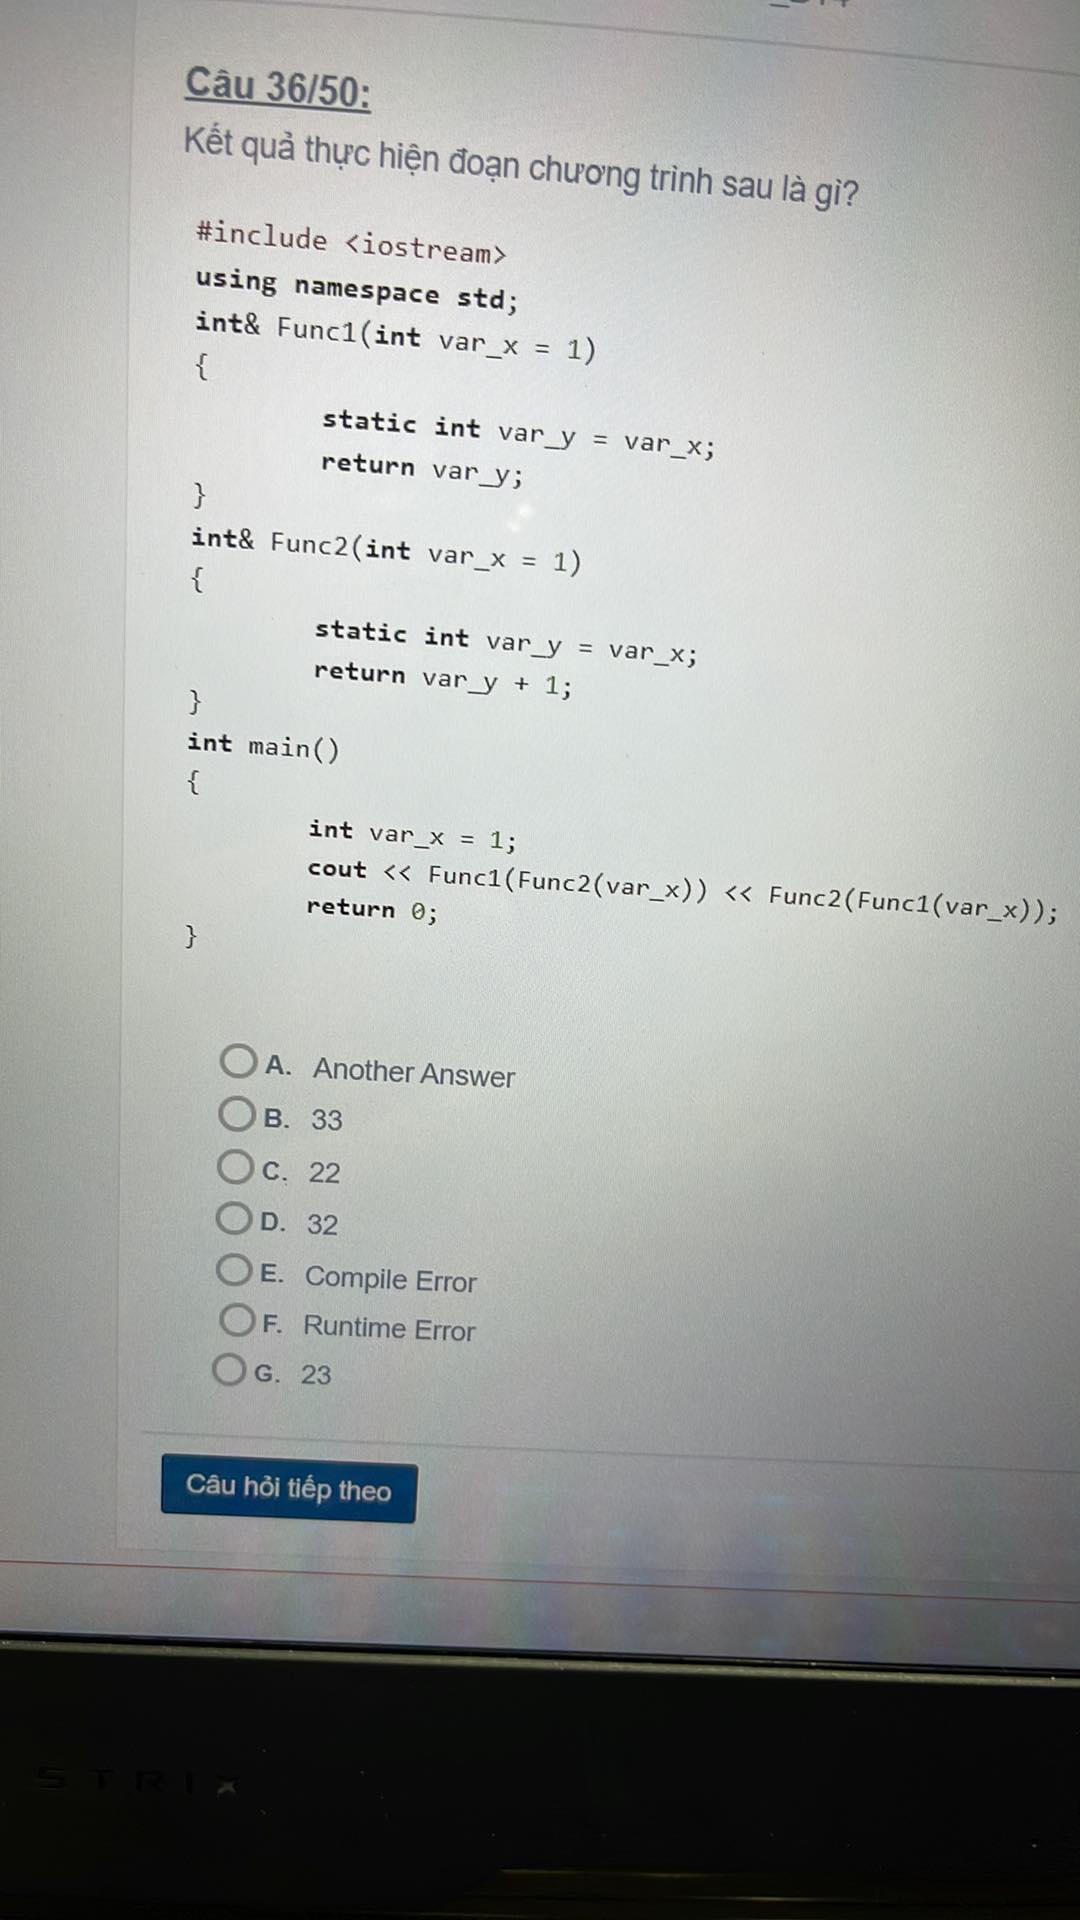 Câu 36/50:
Kết quả thực hiện đoạn chương trình sau là gì?
#include <iostream>
using namespace std;
int& Func1(int var_x = 1)
{
static int var_y = var_x;
return var_y;
}
int& Func2(int var_x = 1)
{
static int var_y = var_x;
return var_y + 1;
}
int main()
{
int var_x = 1;
cout << Func1(Func2(var_x)) << Func2(Func1(var_x));
return 0;
}
A. Another Answer
B. 33
C. 22
D. 32
E. Compile Error
F. Runtime Error
G. 23
Câu hỏi tiếp theo
STRIX